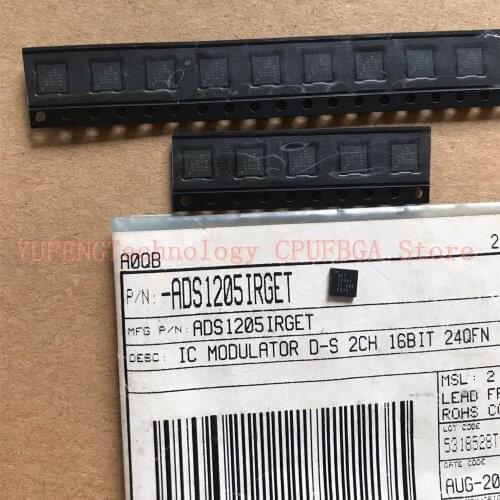 YUPENGTechnology CPUFBGA Store
A0QB
2
P/N:-ADS1205IRGET
MFG P/N: ADS1205IRGET
DESC: IC MODULATOR D-S 2CH 16BIT 24QFN
MSL: 2
LEAD FR
ROHS CO
LOT CODE
5318528T
DATE CODE
AUG-20